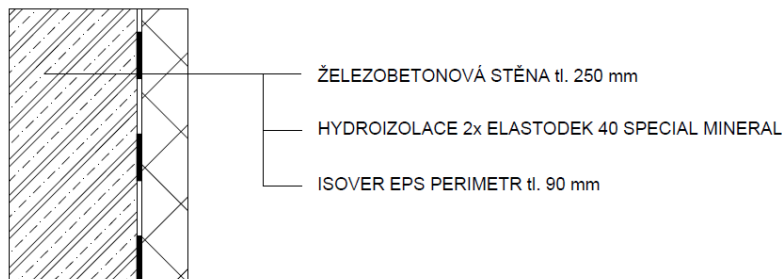 ŽELEZOBETONOVÁ STĚNA tl. 250 mm
HYDROIZOLACE 2x ELASTODEK 40 SPECIAL MINERAL
ISOVER EPS PERIMETR tl. 90 mm